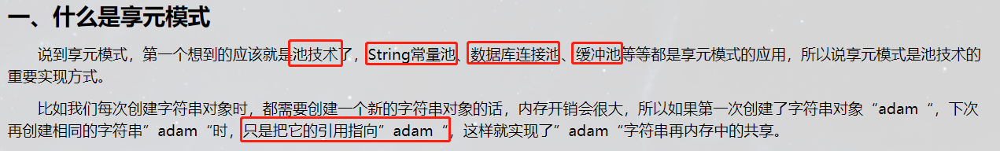 一、什么是享元模式
说到享元模式，第一个想到的应该就是池技术了，String常量池、数据库连接池、缓冲池等等都是享元模式的应用，所以说享元模式是池技术的
重要实现方式。
比如我们每次创建字符串对象时，都需要创建一个新的字符串对象的话，内存开销会很大，所以如果第一次创建了字符串对象“adam“，下次
再创建相同的字符串”adam“时，只是把它的引用指向”adam“，这样就实现了”adam“字符串再内存中的共享。